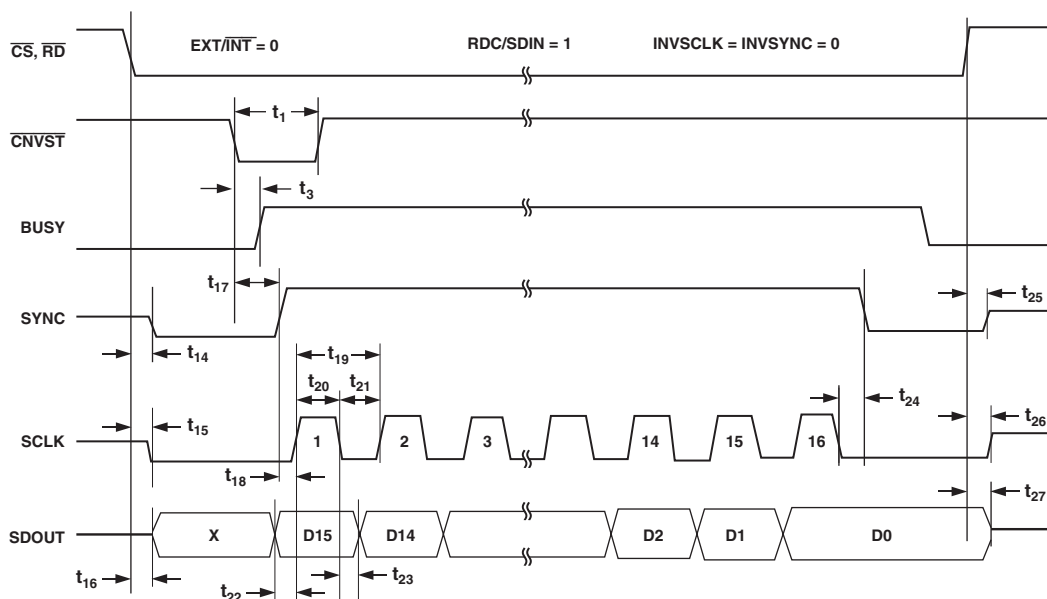 CS, RD
EXT/INT = 0
RDC/SDIN = 1
INVSCLK = INVSYNC = 0
t1
CNVST
t3
BUSY
t17
t25
SYNC
t14
t19
t20
t21
t24
t15
t26
SCLK
1
2
3
14
15
16
t18
t27
SDOUT
X
D15
D14
D2
D1
D0
t16
t22
t23